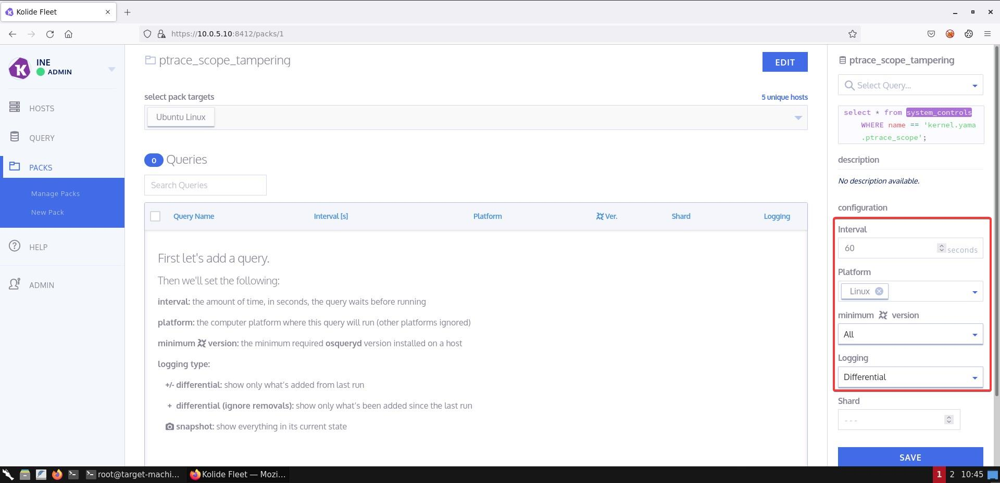 Kolide Fleet
https://10.0.5.10:8412/packs/1
INE
ADMIN
HOSTS
QUERY
PACKS
Manage Packs
New Pack
HELP
ADMIN
ptrace_scope_tampering
EDIT
select pack targets
5 unique hosts
Ubuntu Linux
0 Queries
Search Queries
Query Name Interval [s] Platform Ver. Shard Logging
First let's add a query.
Then we'll set the following:
interval: the amount of time, in seconds, the query waits before running
platform: the computer platform where this query will run (other platforms ignored)
minimum version: the minimum required osqueryd version installed on a host
logging type:
+/- differential: show only what's added from last run
+ differential (ignore removals): show only what's been added since the last run
snapshot: show everything in its current state
ptrace_scope_tampering
Select Query...
select * from system_controls
WHERE name == 'kernel.yama
.ptrace_scope';
description
No description available.
configuration
Interval
60 seconds
Platform
Linux
minimum version
All
Logging
Differential
Shard
- - -
SAVE
root@target-machi...
Kolide Fleet — Mozi...
1 2 10:45